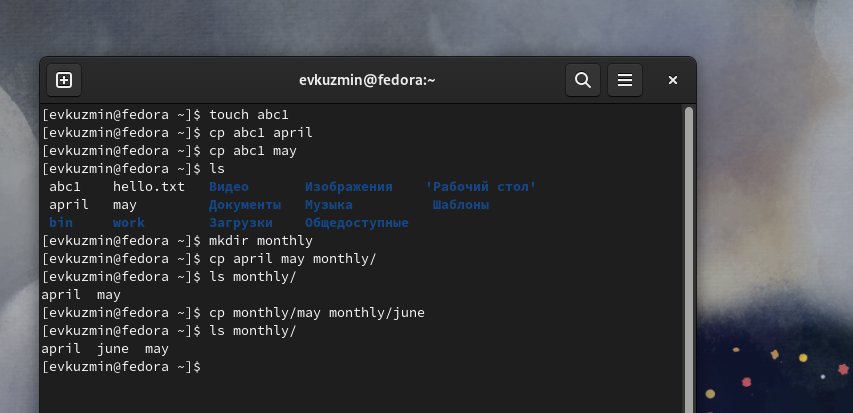 evkuzmin@fedora:~
[evkuzmin@fedora ~]$ touch abc1
[evkuzmin@fedora ~]$ cp abc1 april
[evkuzmin@fedora ~]$ cp abc1 may
[evkuzmin@fedora ~]$ ls
abc1 hello.txt Видео Изображения 'Рабочий стол'
april may Документы Музыка Шаблоны
bin work Загрузки Общедоступные
[evkuzmin@fedora ~]$ mkdir monthly
[evkuzmin@fedora ~]$ cp april may monthly/
[evkuzmin@fedora ~]$ ls monthly/
april may
[evkuzmin@fedora ~]$ cp monthly/may monthly/june
[evkuzmin@fedora ~]$ ls monthly/
april june may
[evkuzmin@fedora ~]$